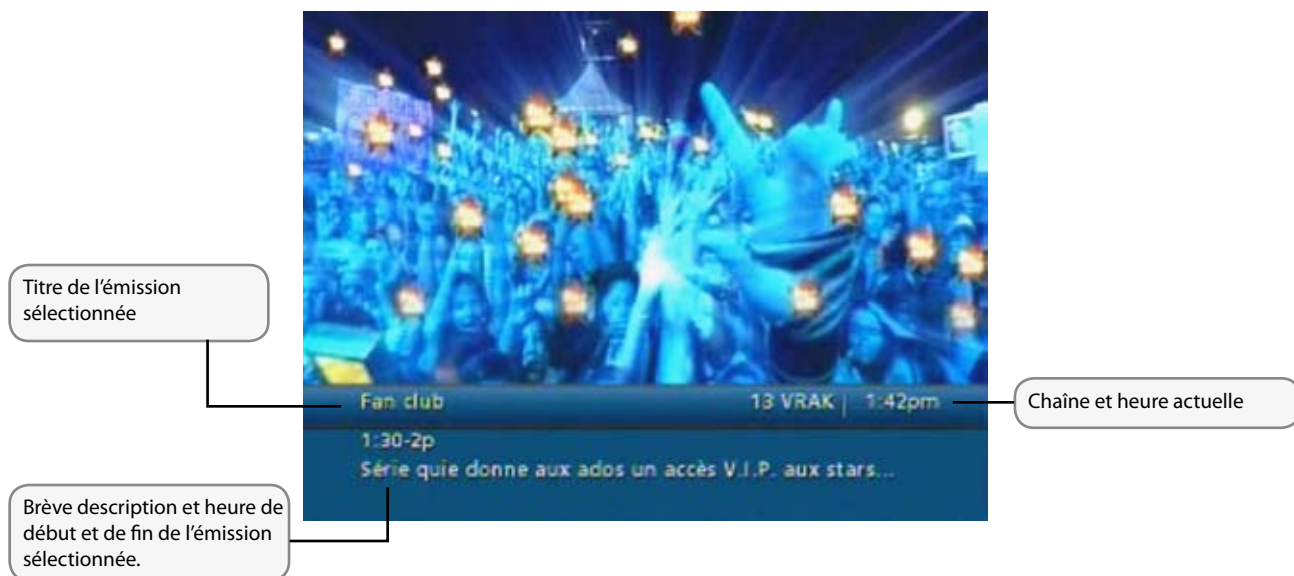 Titre de l'émission
sélectionnée
Fan club
13 VRAK | 1:42pm
Chaîne et heure actuelle
1:30-2p
Série quie donne aux ados un accès V.I.P. aux stars...
Brève description et heure de
début et de fin de l'émission
sélectionnée.